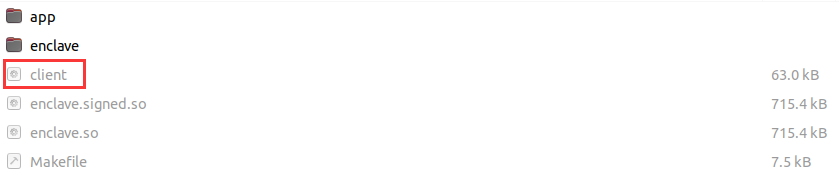 app
enclave
client 63.0 kB
enclave.signed.so 715.4 kB
enclave.so 715.4 kB
Makefile 7.5 kB